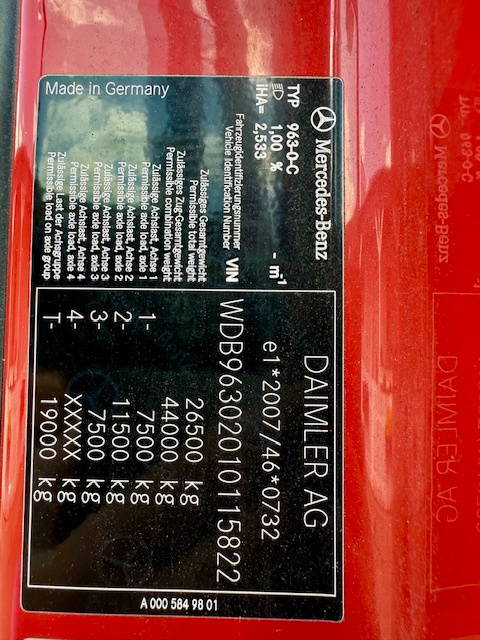 Mercedes-Benz
DAIMLER AG
TYP 963-0-C
e1*2007/46*0732
1,00 % - m-1
iHA= 2,533
Fahrzeugidentifizierungsnummer
Vehicle Identification Number VIN WDB9630201O115822
Zulässiges Gesamtgewicht
Permissible total weight 26500 kg
Zulässiges Zug-Gesamtgewicht
Permissible combination weight 44000 kg
Zulässige Achslast, Achse 1
Permissible axle load, axle 1 1- 7500 kg
Zulässige Achslast, Achse 2
Permissible axle load, axle 2 2- 11500 kg
Zulässige Achslast, Achse 3
Permissible axle load, axle 3 3- 7500 kg
Zulässige Achslast, Achse 4
Permissible axle load, axle 4 4- XXXXX kg
Zulässige Last der Achsgruppe
Permissible load on axle group T- 19000 kg
Made in Germany
A 000 584 98 01